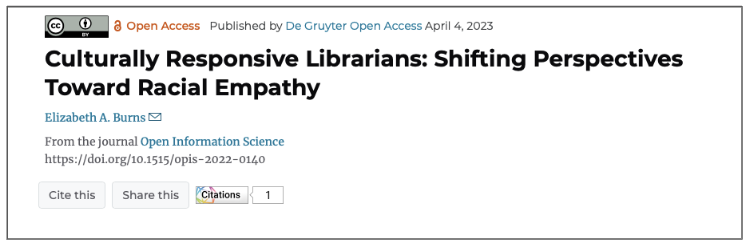 cc BY Open Access Published by De Gruyter Open Access April 4, 2023
Culturally Responsive Librarians: Shifting Perspectives
Toward Racial Empathy
Elizabeth A. Burns
From the journal Open Information Science
https://doi.org/10.1515/opis-2022-0140
Cite this Share this Citations 1